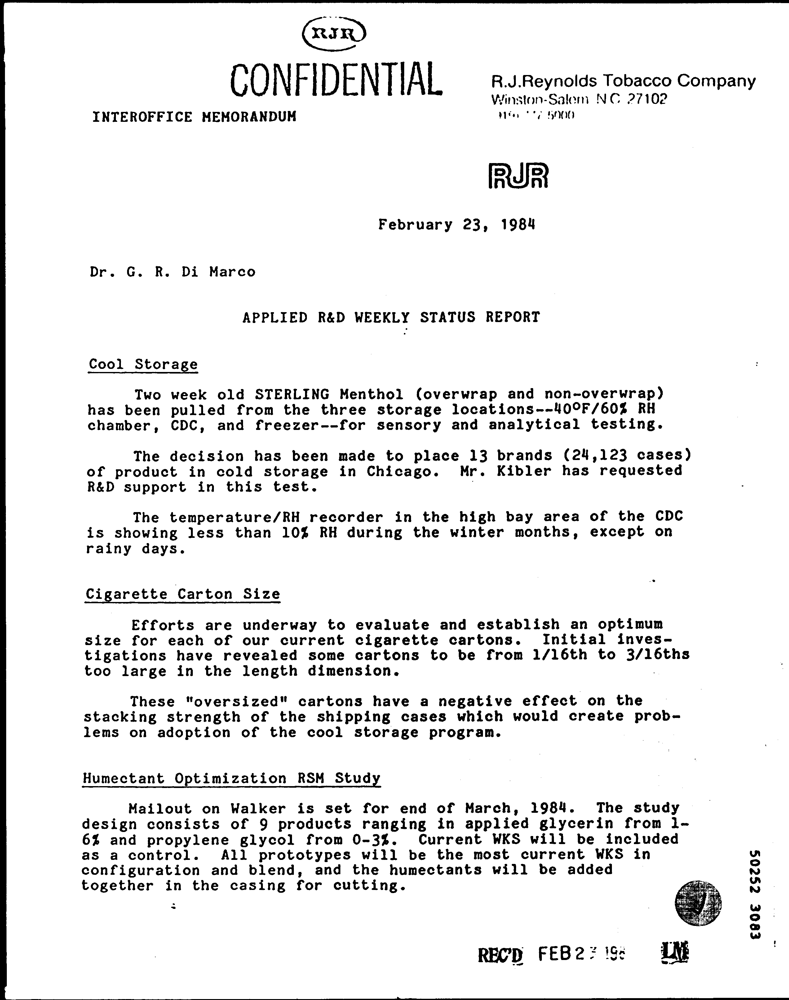 RJR
CONFIDENTIAL
R.J.Reynolds Tobacco Company
Winston-Salem N C 27102
INTEROFFICE MEMORANDUM
RJR
February 23, 1984
Dr. G. R. Di Marco
APPLIED R&D WEEKLY STATUS REPORT
Cool Storage
Two week old STERLING Menthol (overwrap and non-overwrap)
has been pulled from the three storage locations--40°F/60% RH
chamber, CDC, and freezer--for sensory and analytical testing.
The decision has been made to place 13 brands (24,123 cases)
of product in cold storage in Chicago. Mr. Kibler has requested
R&D support in this test.
The temperature/RH recorder in the high bay area of the CDC
is showing less than 10% RH during the winter months, except on
rainy days.
Cigarette Carton Size
Efforts are underway to evaluate and establish an optimum
size for each of our current cigarette cartons. Initial inves-
tigations have revealed some cartons to be from 1/16th to 3/16ths
too large in the length dimension.
These "oversized" cartons have a negative effect on the
stacking strength of the shipping cases which would create prob-
lems on adoption of the cool storage program.
Humectant Optimization RSM Study
Mailout on Walker is set for end of March, 1984. The study
design consists of 9 products ranging in applied glycerin from 1-
6% and propylene glycol from 0-3%. Current WKS will be included
as a control. All prototypes will be the most current WKS in
configuration and blend, and the humectants will be added
together in the casing for cutting.
50252 3083
REC'D FEB 2
LM